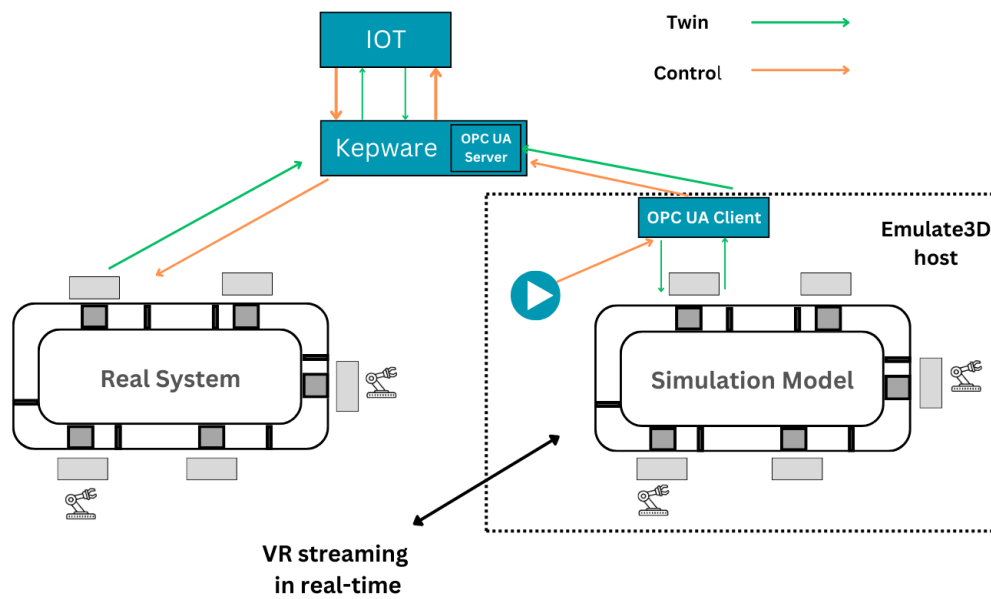 IOT
Twin
Control
Kepware
OPC UA
Server
OPC UA Client
Emulate3D
host
Real System
Simulation Model
VR streaming
in real-time